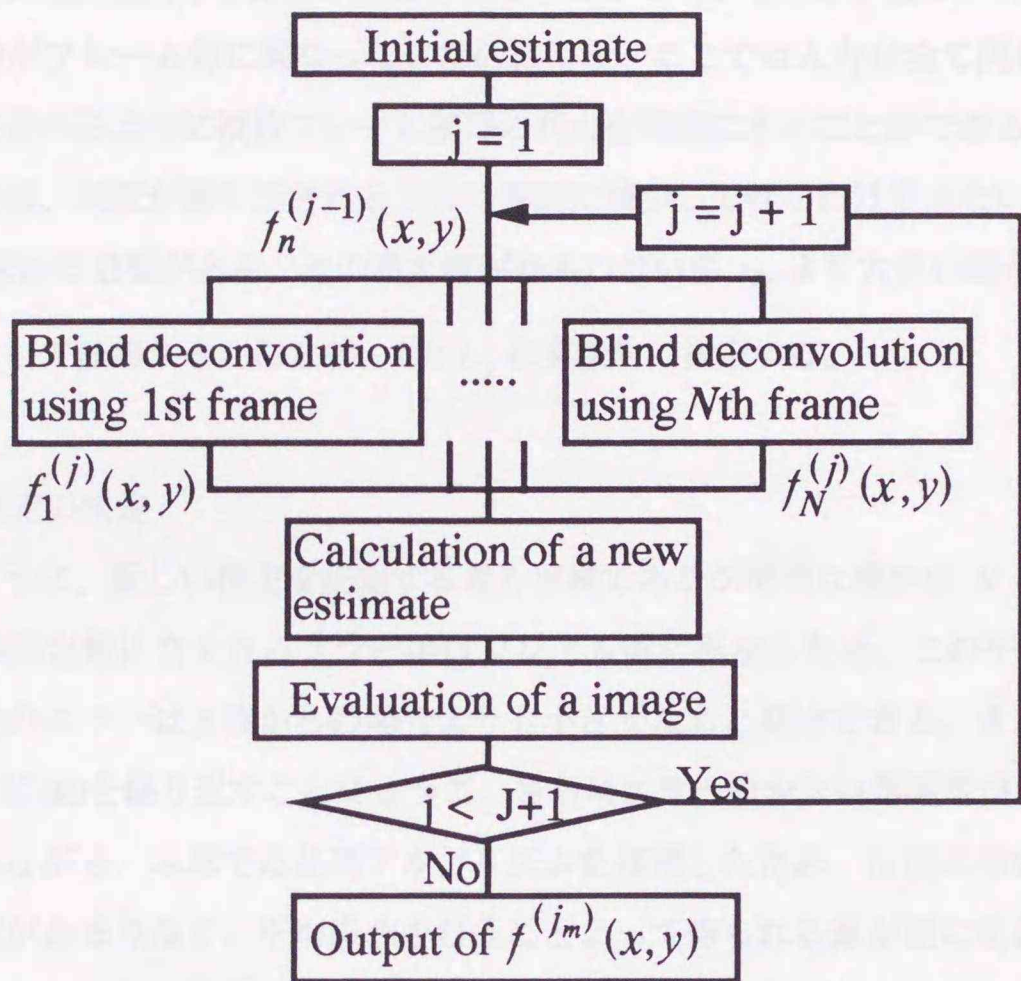 Initial estimate
j = 1
f_n^{(j-1)}(x,y)
j = j + 1
Blind deconvolution
using 1st frame
.....
Blind deconvolution
using Nth frame
f_1^{(j)}(x,y)
f_N^{(j)}(x,y)
Calculation of a new
estimate
Evaluation of a image
j < J+1
Yes
No
Output of f^{(j_m)}(x,y)